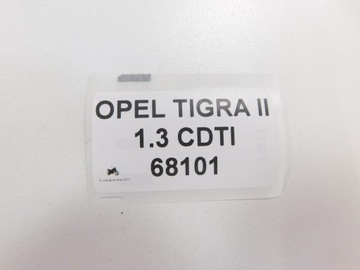 OPEL TIGRA II
1.3 CDTI
68101